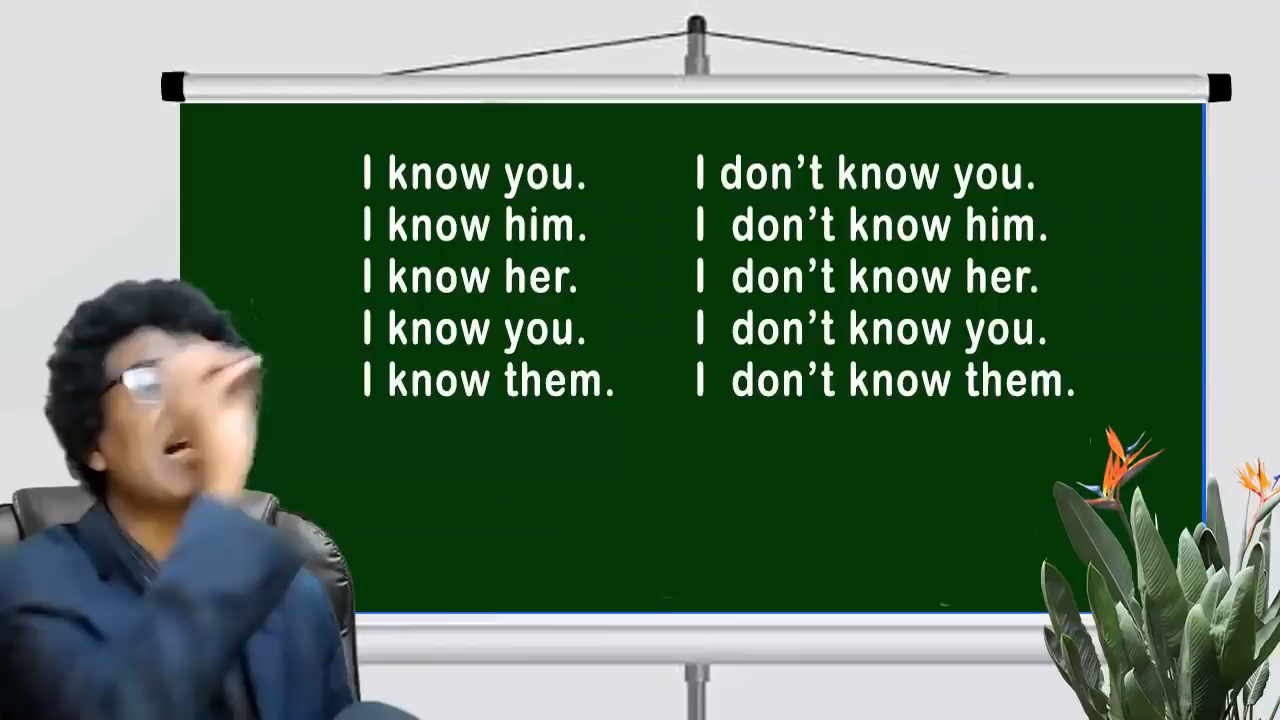 I know you. I don’t know you.
I know him. I don’t know him.
I know her. I don’t know her.
I know you. I don’t know you.
I know them. I don’t know them.